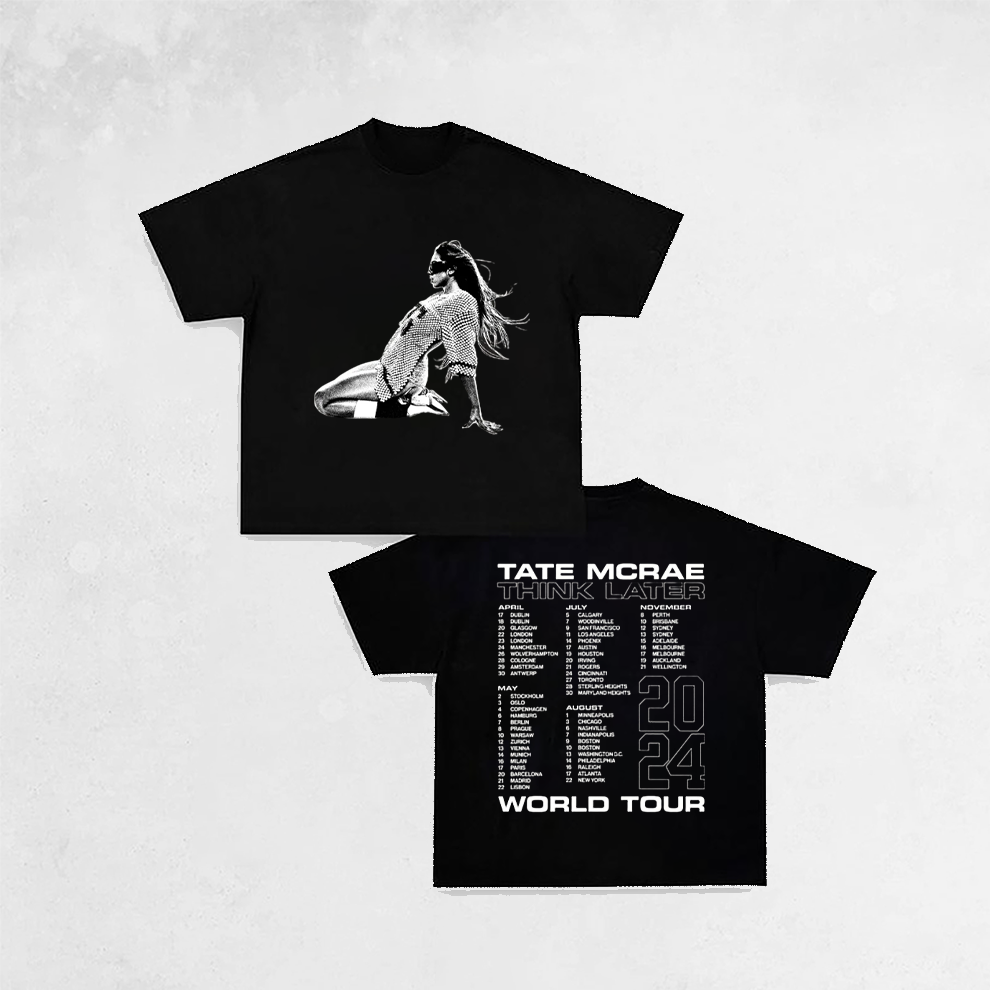 TATE MCRAE
THINK LATER
APRIL
17 DUBLIN
18 DUBLIN
20 GLASGOW
22 LONDON
23 LONDON
24 MANCHESTER
26 WOLVERHAMPTON
28 COLOGNE
29 AMSTERDAM
30 ANTWERP
MAY
2 STOCKHOLM
3 OSLO
4 COPENHAGEN
6 HAMBURG
7 BERLIN
8 PRAGUE
10 WARSAW
12 ZURICH
13 VIENNA
14 MUNICH
16 MILAN
17 PARIS
20 BARCELONA
21 MADRID
22 LISBON
JULY
5 CALGARY
7 WOODINVILLE
9 SAN FRANCISCO
11 LOS ANGELES
14 PHOENIX
17 AUSTIN
19 HOUSTON
20 IRVING
21 ROGERS
24 CINCINNATI
27 TORONTO
28 STERLING HEIGHTS
30 MARYLAND HEIGHTS
AUGUST
1 MINNEAPOLIS
3 CHICAGO
6 NASHVILLE
7 INDIANAPOLIS
9 BOSTON
10 BOSTON
13 WASHINGTON D.C.
14 PHILADELPHIA
16 RALEIGH
17 ATLANTA
22 NEW YORK
NOVEMBER
8 PERTH
10 BRISBANE
12 SYDNEY
13 SYDNEY
15 ADELAIDE
16 MELBOURNE
17 MELBOURNE
19 AUCKLAND
21 WELLINGTON
20
24
WORLD TOUR